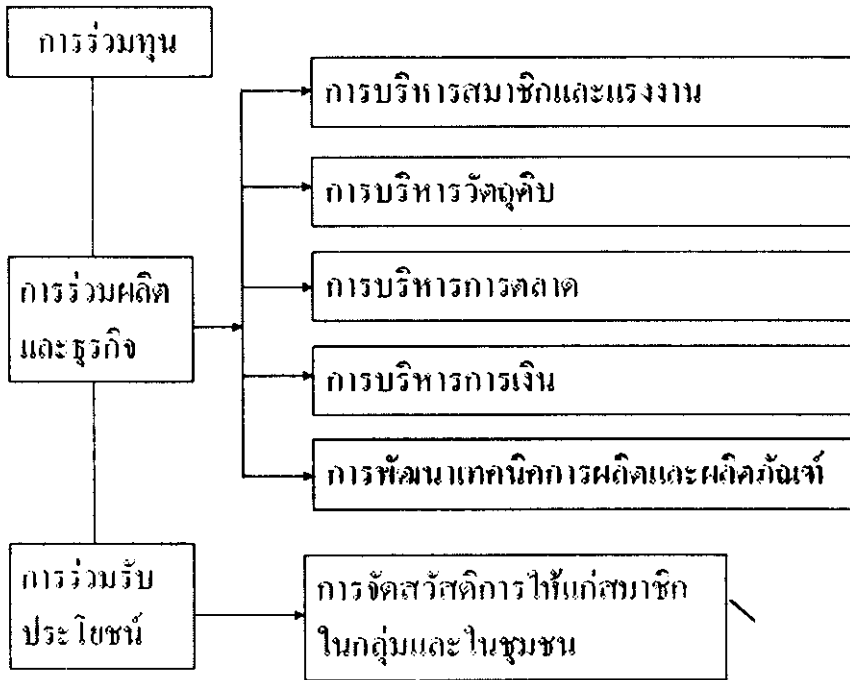 การร่วมทุน
การบริหารสมาชิกและแรงงาน
การบริหารวัตถุดิบ
การร่วมผลิต
และธุรกิจ
การบริหารการตลาด
การบริหารการเงิน
การพัฒนาเทคนิคการผลิตและผลิตภัณฑ์
การร่วมรับ
ประโยชน์
การจัดสวัสดิการให้แก่สมาชิก
ในกลุ่มและในชุมชน